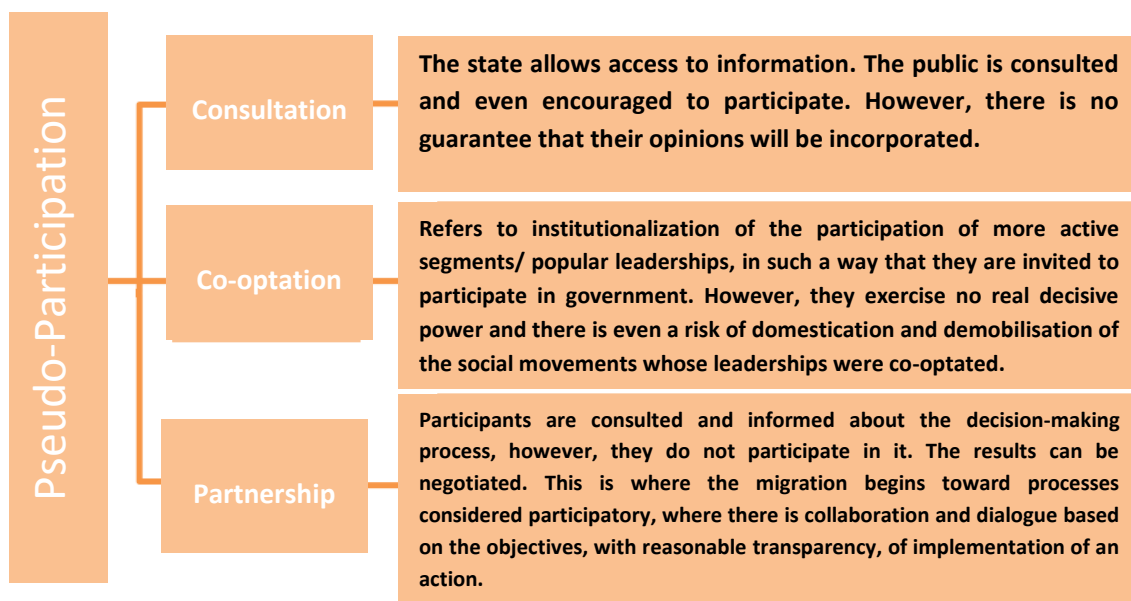 Pseudo-Participation
Consultation
The state allows access to information. The public is consulted
and even encouraged to participate. However, there is no
guarantee that their opinions will be incorporated.
Co-optation
Refers to institutionalization of the participation of more active
segments/ popular leaderships, in such a way that they are invited to
participate in government. However, they exercise no real decisive
power and there is even a risk of domestication and demobilisation of
the social movements whose leaderships were co-optated.
Partnership
Participants are consulted and informed about the decision-making
process, however, they do not participate in it. The results can be
negotiated. This is where the migration begins toward processes
considered participatory, where there is collaboration and dialogue based
on the objectives, with reasonable transparency, of implementation of an
action.